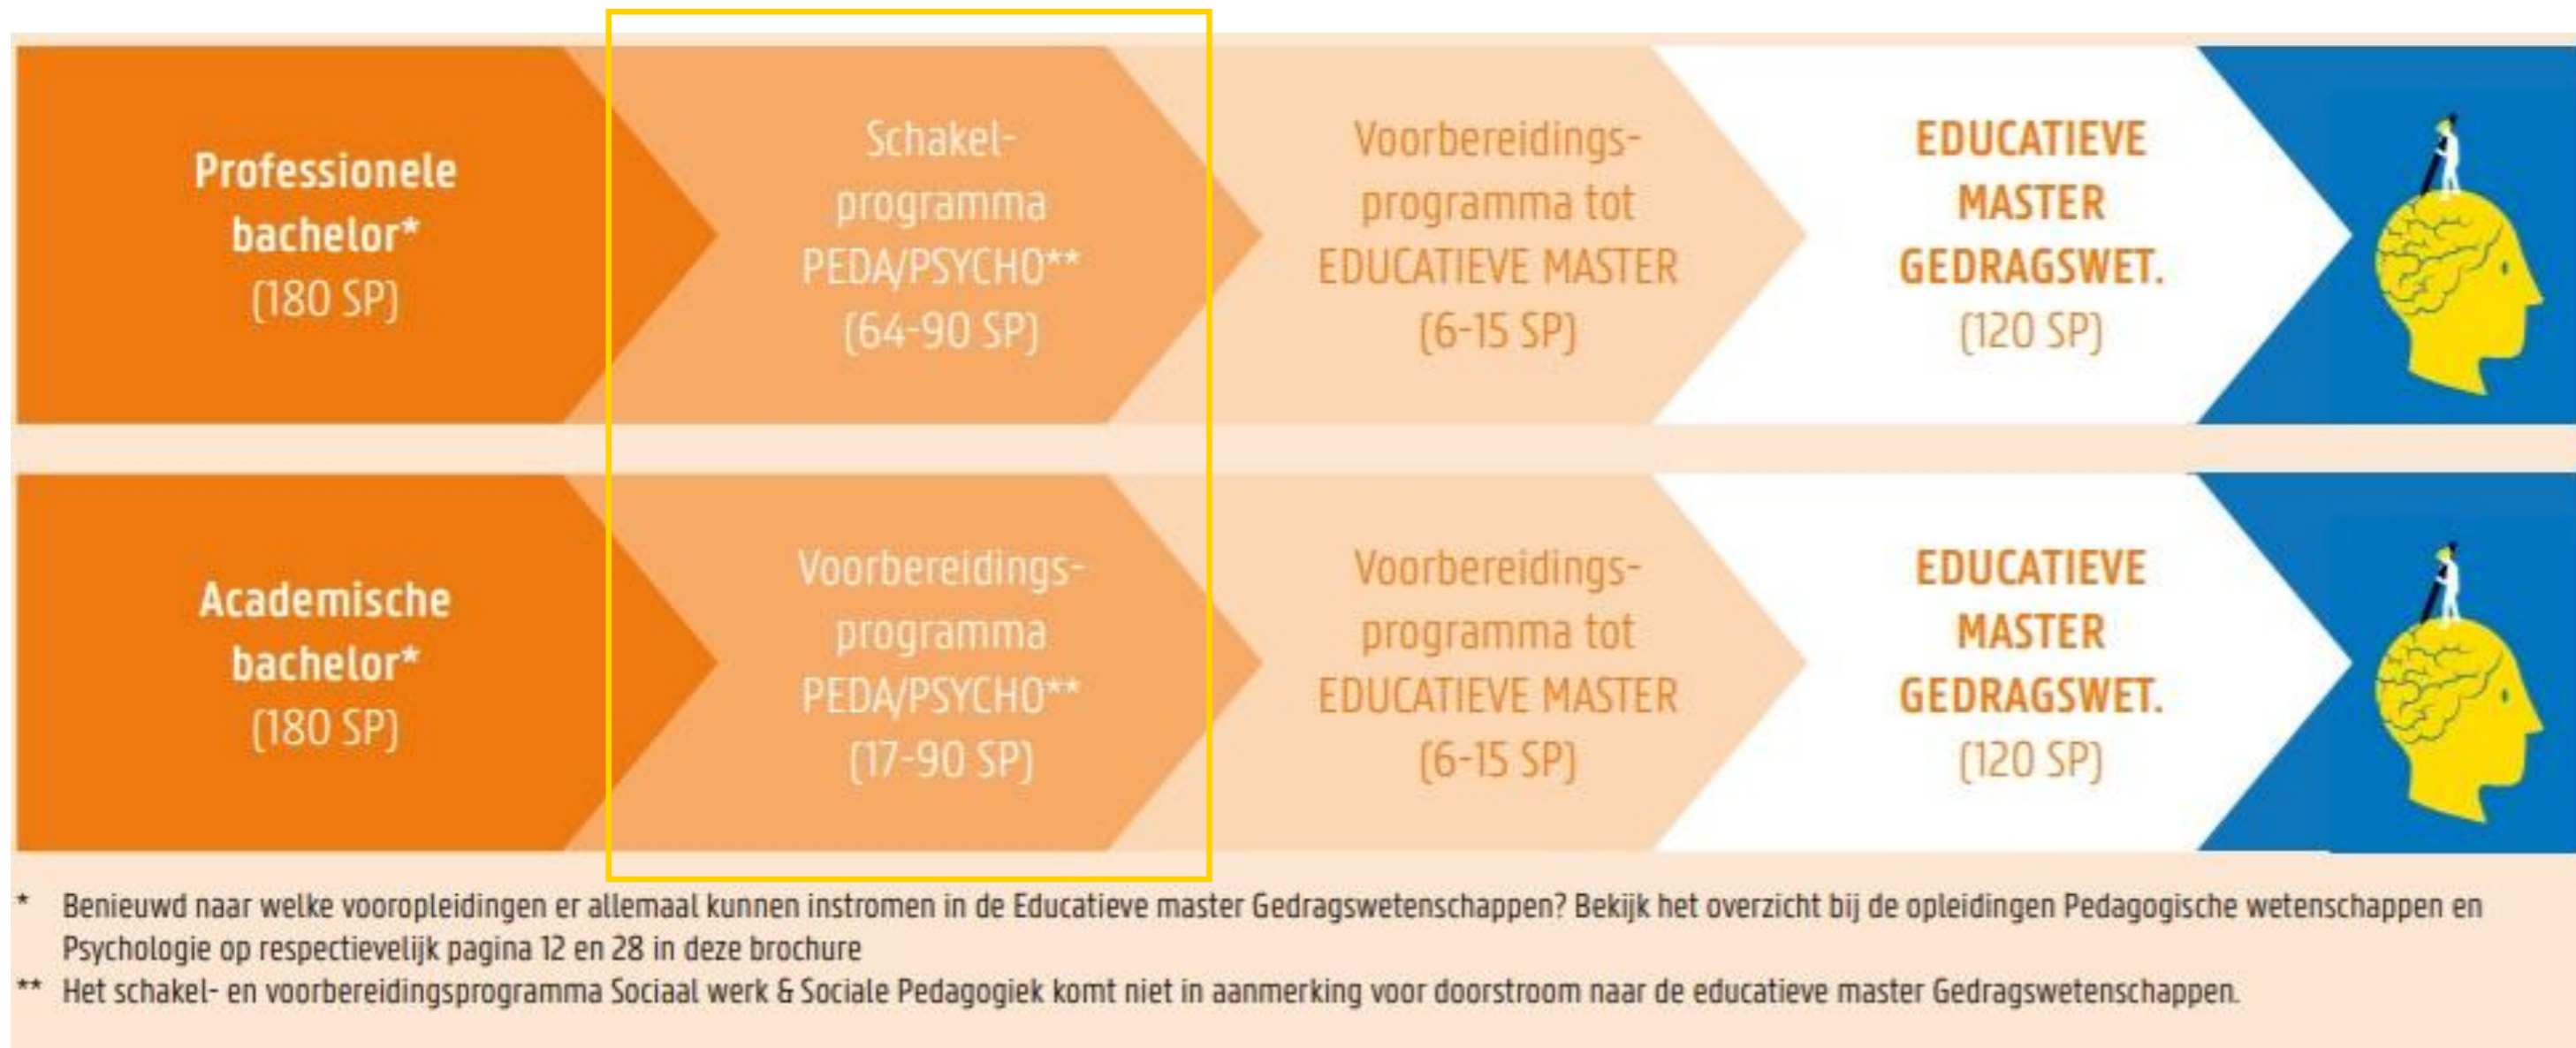 Professionele
bachelor*
(180 SP)
Schakel-
programma
PEDA/PSYCHO**
(64-90 SP)
Voorbereidings-
programma tot
EDUCATIEVE MASTER
(6-15 SP)
EDUCATIEVE
MASTER
GEDRAGSWET.
(120 SP)
Academische
bachelor*
(180 SP)
Voorbereidings-
programma
PEDA/PSYCHO**
(17-90 SP)
Voorbereidings-
programma tot
EDUCATIEVE MASTER
(6-15 SP)
EDUCATIEVE
MASTER
GEDRAGSWET.
(120 SP)
* Benieuwd naar welke vooropleidingen er allemaal kunnen instromen in de Educatieve master Gedragswetenschappen? Bekijk het overzicht bij de opleidingen Pedagogische wetenschappen en
Psychologie op respectievelijk pagina 12 en 28 in deze brochure
** Het schakel- en voorbereidingsprogramma Sociaal werk & Sociale Pedagogiek komt niet in aanmerking voor doorstroom naar de educatieve master Gedragswetenschappen.